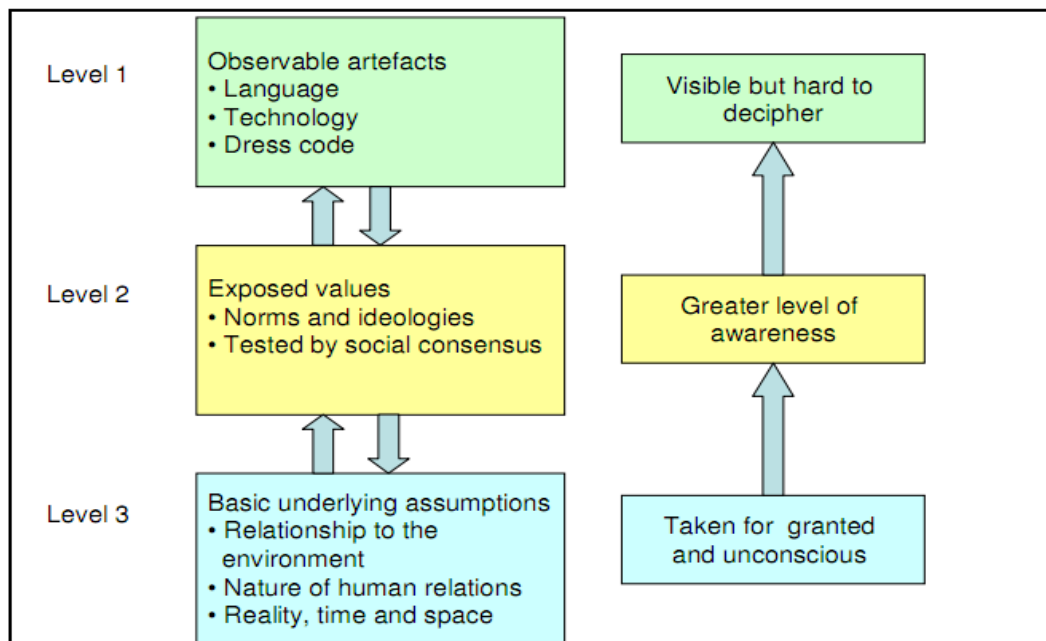 Level 1
Observable artefacts
• Language
• Technology
• Dress code
Visible but hard to
decipher
Level 2
Exposed values
• Norms and ideologies
• Tested by social consensus
Greater level of
awareness
Level 3
Basic underlying assumptions
• Relationship to the
environment
• Nature of human relations
• Reality, time and space
Taken for granted
and unconscious